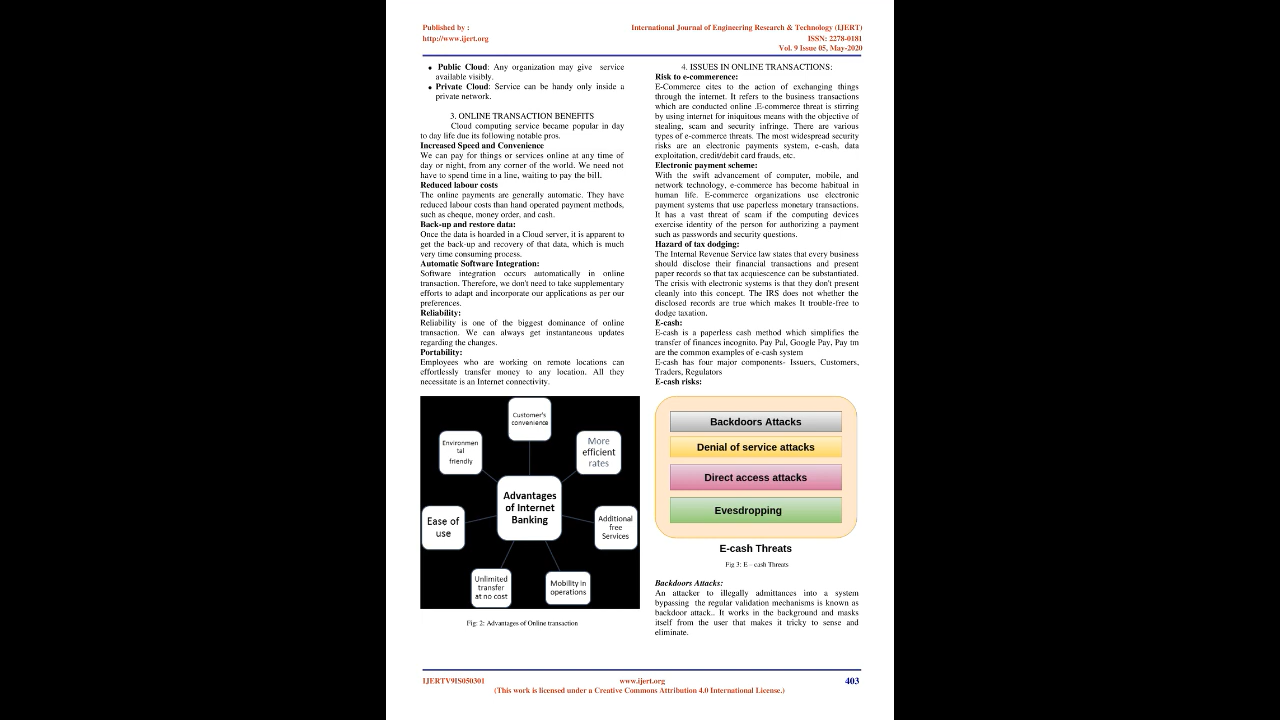 Published by :
http://www.ijert.org
International Journal of Engineering Research & Technology (IJERT)
ISSN: 2278-0181
Vol. 9 Issue 05, May-2020
• Public Cloud: Any organization may give service
available visibly.
• Private Cloud: Service can be handy only inside a
private network.
3. ONLINE TRANSACTION BENEFITS
Cloud computing service became popular in day
to day life due its following notable pros.
Increased Speed and Convenience
We can pay for things or services online at any time of
day or night, from any corner of the world. We need not
have to spend time in a line, waiting to pay the bill.
Reduced labour costs
The online payments are generally automatic. They have
reduced labour costs than hand operated payment methods,
such as cheque, money order, and cash.
Back-up and restore data:
Once the data is hoarded in a Cloud server, it is apparent to
get the back-up and recovery of that data, which is much
very time consuming process.
Automatic Software Integration:
Software integration occurs automatically in online
transaction. Therefore, we don't need to take supplementary
efforts to adapt and incorporate our applications as per our
preferences.
Reliability:
Reliability is one of the biggest dominance of online
transaction. We can always get instantaneous updates
regarding the changes.
Portability:
Employees who are working on remote locations can
effortlessly transfer money to any location. All they
necessitate is an Internet connectivity.
Customer's
convenience
Environmen
tal
friendly
More
efficient
rates
Advantages
of Internet
Banking
Ease of
use
Additional
free
Services
Unlimited
transfer
at no cost
Mobility in
operations
Fig: 2: Advantages of Online transaction
4. ISSUES IN ONLINE TRANSACTIONS:
Risk to e-commerence:
E-Commerce cites to the action of exchanging things
through the internet. It refers to the business transactions
which are conducted online .E-commerce threat is stirring
by using internet for iniquitous means with the objective of
stealing, scam and security infringe. There are various
types of e-commerce threats. The most widespread security
risks are an electronic payments system, e-cash, data
exploitation, credit/debit card frauds, etc.
Electronic payment scheme:
With the swift advancement of computer, mobile, and
network technology, e-commerce has become habitual in
human life. E-commerce organizations use electronic
payment systems that use paperless monetary transactions.
It has a vast threat of scam if the computing devices
exercise identity of the person for authorizing a payment
such as passwords and security questions.
Hazard of tax dodging:
The Internal Revenue Service law states that every business
should disclose their financial transactions and present
paper records so that tax acquiescence can be substantiated.
The crisis with electronic systems is that they don't present
cleanly into this concept. The IRS does not whether the
disclosed records are true which makes It trouble-free to
dodge taxation.
E-cash:
E-cash is a paperless cash method which simplifies the
transfer of finances incognito. Pay Pal, Google Pay, Pay tm
are the common examples of e-cash system
E-cash has four major components- Issuers, Customers,
Traders, Regulators
E-cash risks:
Backdoors Attacks
Denial of service attacks
Direct access attacks
Evesdropping
E-cash Threats
Fig 3: E – cash Threats
Backdoors Attacks:
An attacker to illegally admittances into a system
bypassing the regular validation mechanisms is known as
backdoor attack.. It works in the background and masks
itself from the user that makes it tricky to sense and
eliminate.
IJERTV9IS050301
www.ijert.org
403
(This work is licensed under a Creative Commons Attribution 4.0 International License.)